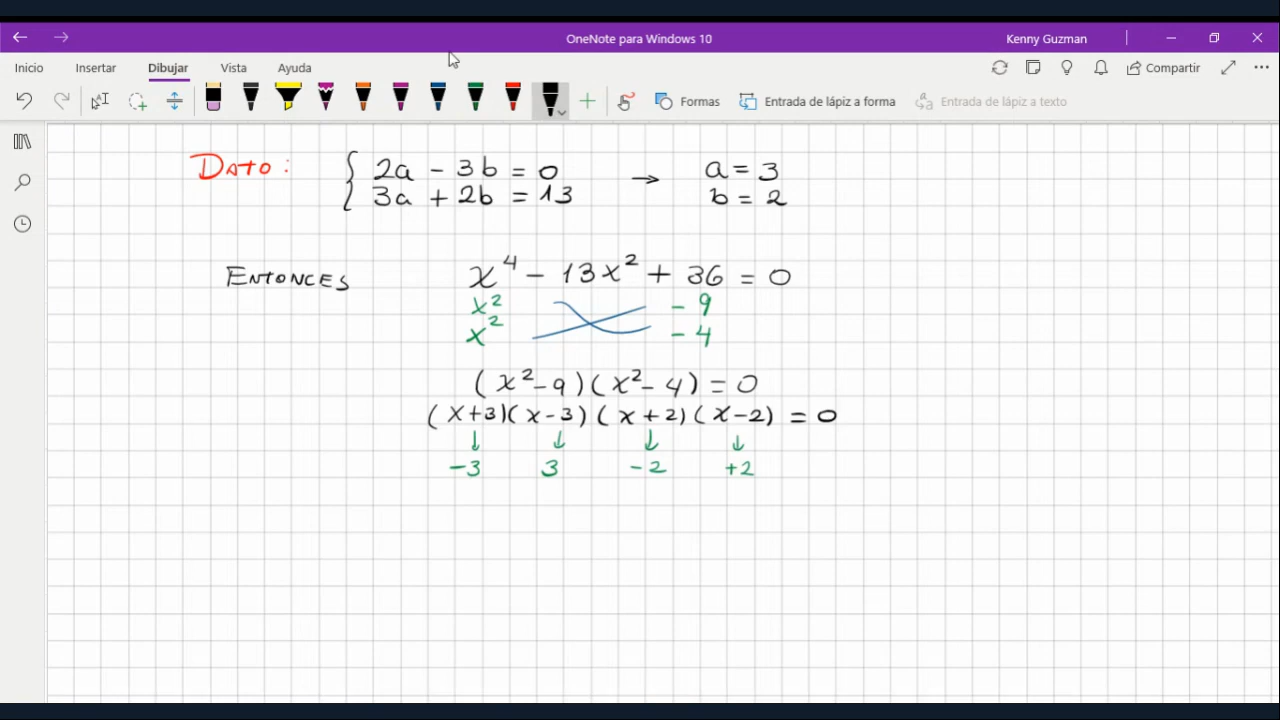 OneNote para Windows 10
Kenny Guzman
Inicio Insertar Dibujar Vista Ayuda
Compartir
Formas Entrada de lápiz a forma Entrada de lápiz a texto
DATO: { 2a - 3b = 0 → a = 3
3a + 2b = 13 b = 2
ENTONCES x⁴ - 13x² + 36 = 0
x² - 9
x² - 4
(x² - 9)(x² - 4) = 0
(x+3)(x-3)(x+2)(x-2) = 0
↓ ↓ ↓ ↓
-3 3 -2 +2